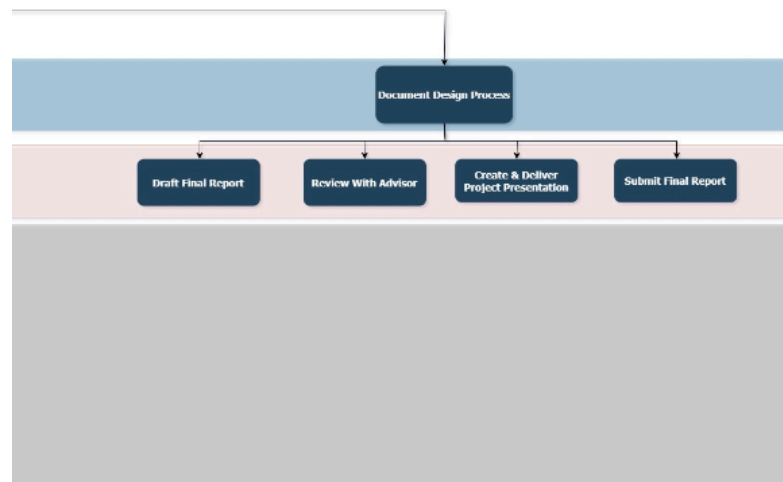 Document Design Process
Draft Final Report
Review With Advisor
Create & Deliver
Project Presentation
Submit Final Report